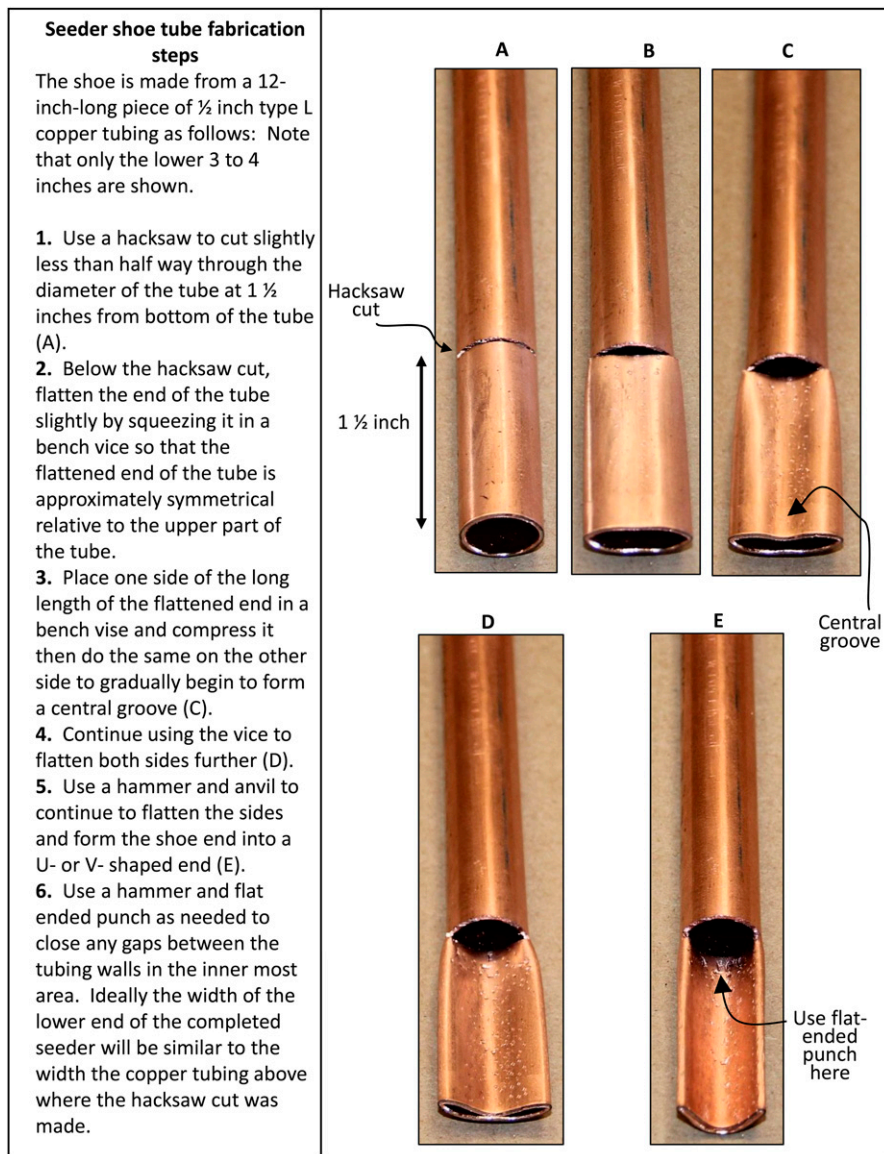 Seeder shoe tube fabrication
steps
The shoe is made from a 12-
inch-long piece of ½ inch type L
copper tubing as follows:  Note
that only the lower 3 to 4
inches are shown.
1.  Use a hacksaw to cut slightly
less than half way through the
diameter of the tube at 1 ½
inches from bottom of the tube
(A).
2.  Below the hacksaw cut,
flatten the end of the tube
slightly by squeezing it in a
bench vice so that the
flattened end of the tube is
approximately symmetrical
relative to the upper part of
the tube.
3.  Place one side of the long
length of the flattened end in a
bench vise and compress it
then do the same on the other
side to gradually begin to form
a central groove (C).
4.  Continue using the vice to
flatten both sides further (D).
5.  Use a hammer and anvil to
continue to flatten the sides
and form the shoe end into a
U- or V- shaped end (E).
6.  Use a hammer and flat
ended punch as needed to
close any gaps between the
tubing walls in the inner most
area.  Ideally the width of the
lower end of the completed
seeder will be similar to the
width the copper tubing above
where the hacksaw cut was
made.
A
B
C
Hacksaw
cut
1 ½ inch
Central
groove
D
E
Use flat-
ended
punch
here